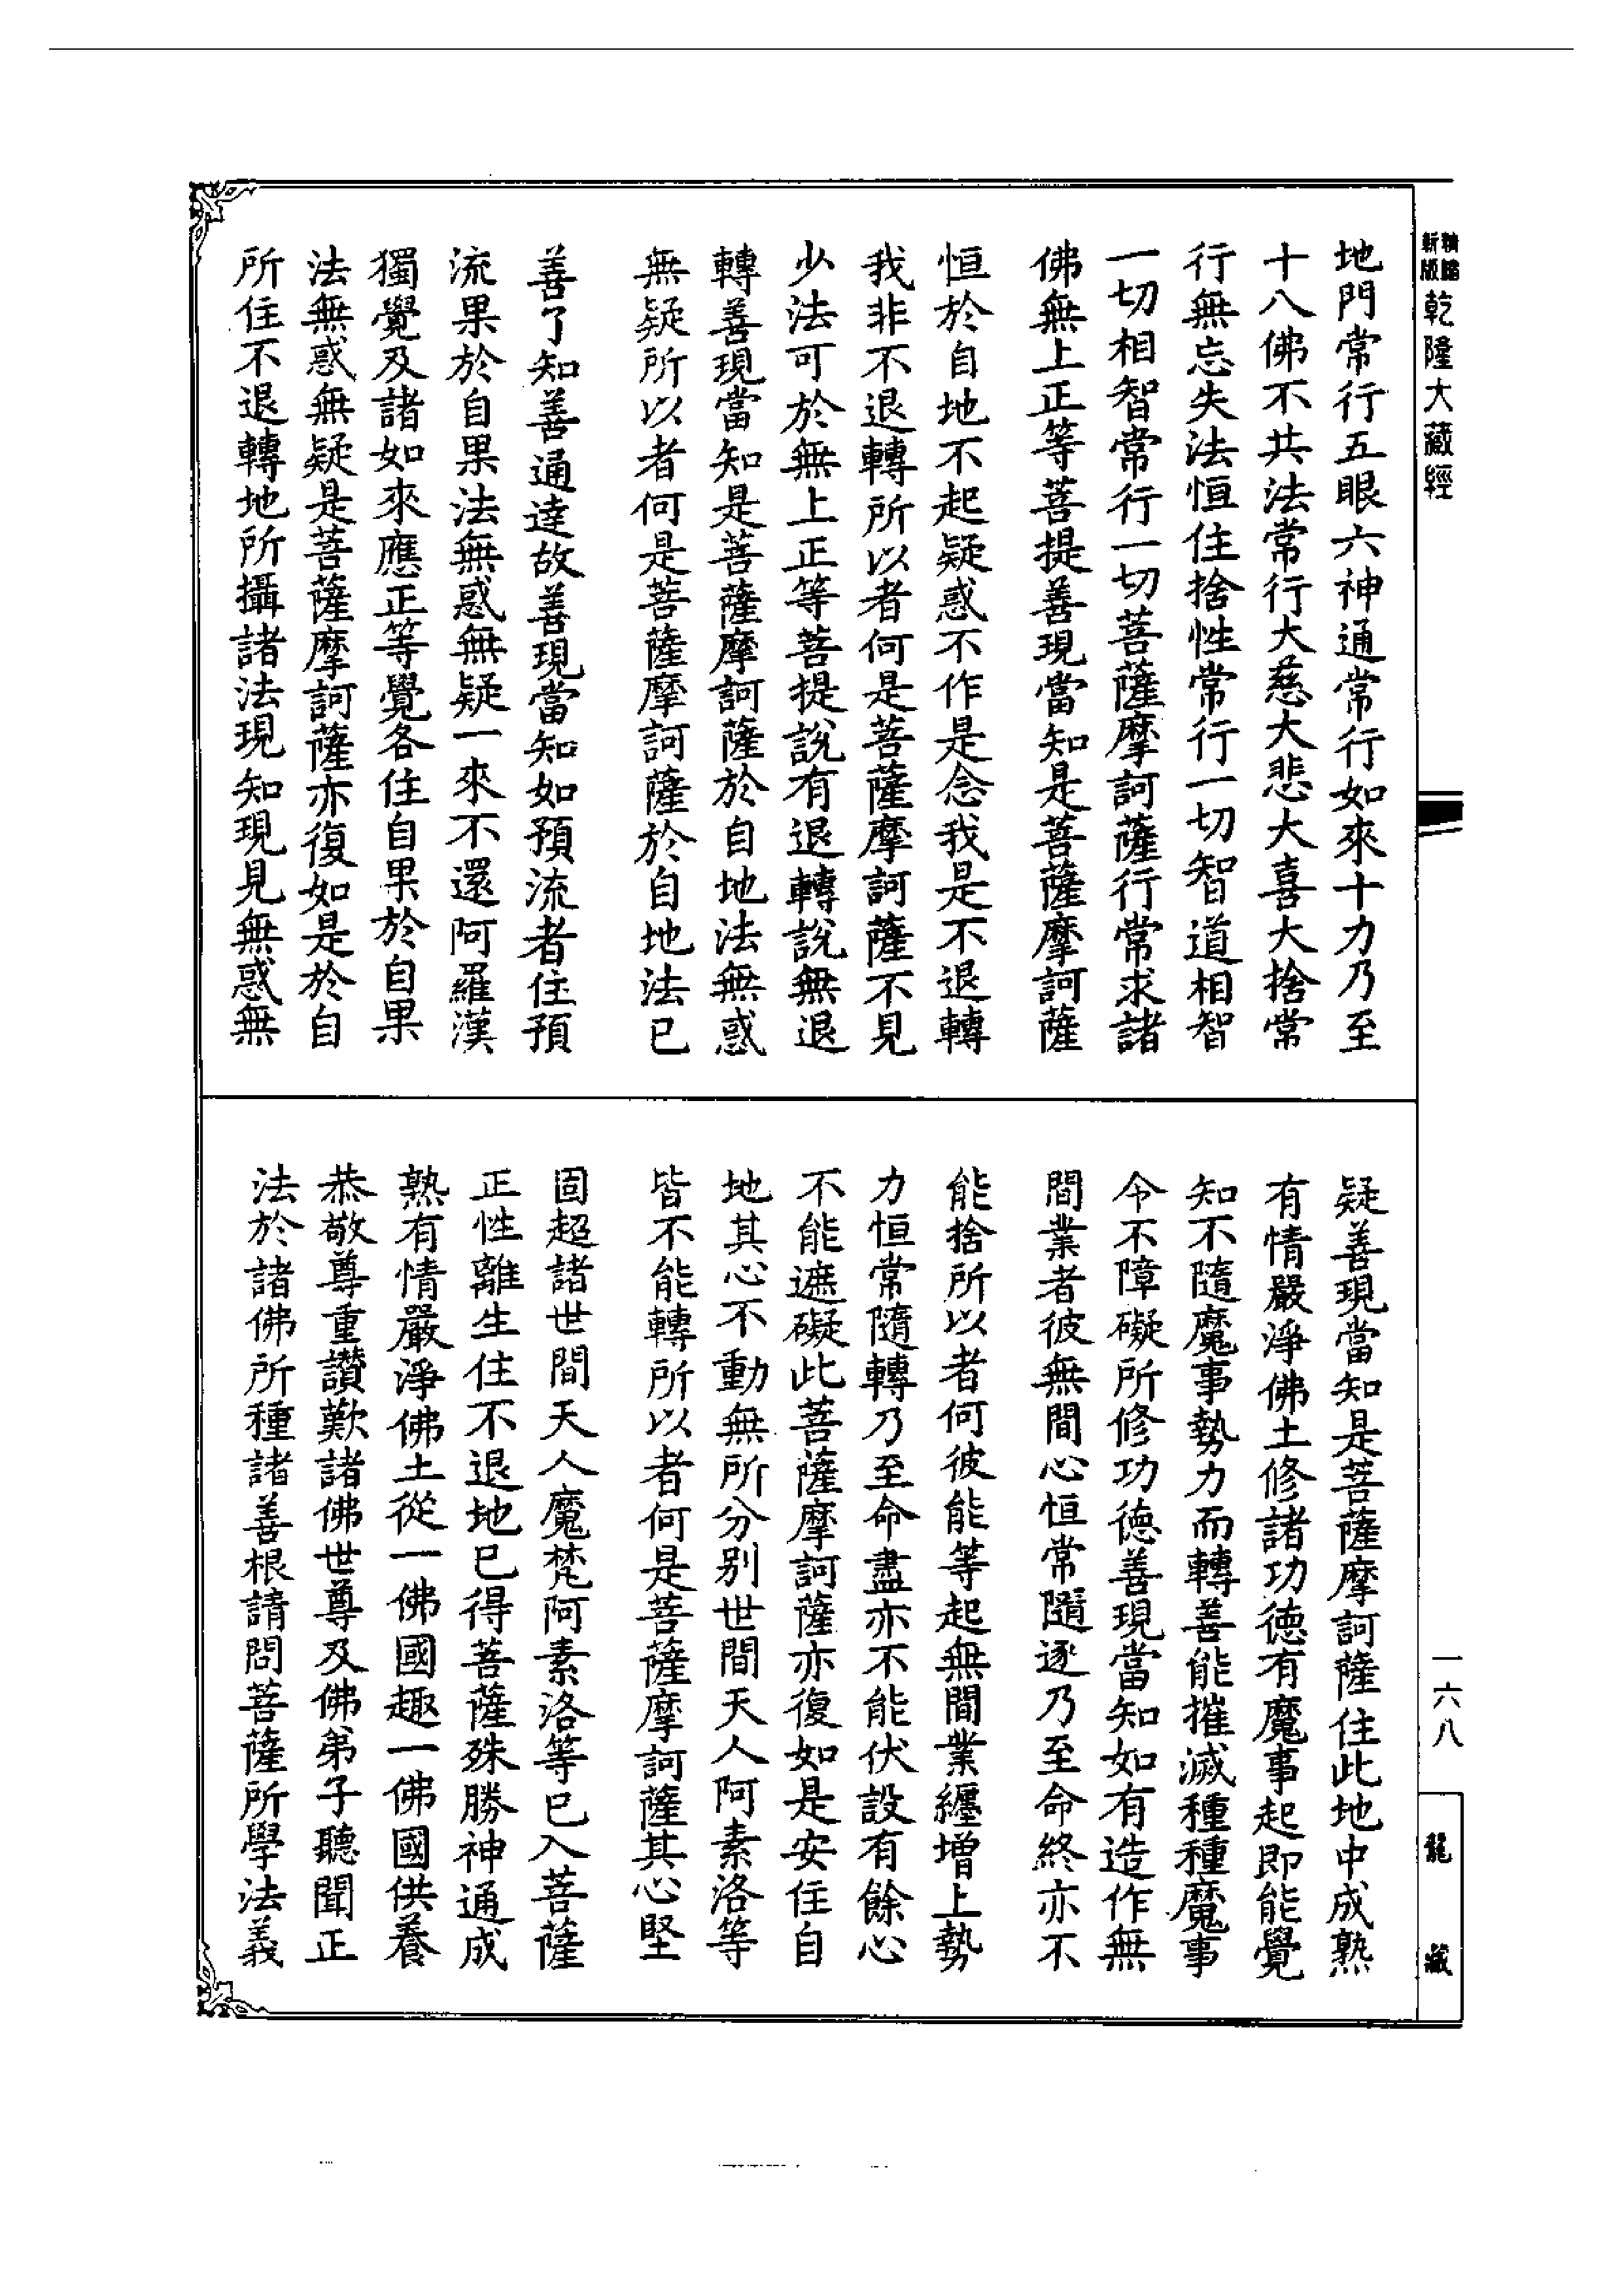 乾隆大藏經
地門常行五眼六神通常行如來十力乃至
十八佛不共法常行大慈大悲大喜大捨常
行無忘失法恒住捨性常行一切智道相智
一切相智常行一切菩薩摩訶薩行常求諸
佛無上正等菩提善現當知是菩薩摩訶薩
恒於自地不起疑惑不作是念我是不退轉
我非不退轉所以者何是菩薩摩訶薩不見
少法可於無上正等菩提說有退轉說無退
轉善現當知是菩薩摩訶薩於自地法無惑
無疑所以者何是菩薩摩訶薩於自地法已
善了知善通達故善現當知如預流者住預
流果於自果法無惑無疑一來不還阿羅漢
獨覺及諸如來應正等覺各住自果於自果
法無惑無疑是菩薩摩訶薩亦復如是於自
所住不退轉地所攝諸法現知現見無惑無
疑善現當知是菩薩摩訶薩住此地中成熟
有情嚴淨佛土修諸功德有魔事起即能覺
知不隨魔事勢力而轉善能摧滅種種魔事
令不障礙所修功德善現當知如有造作無
間業者彼無間心恒常隨逐乃至命終亦不
能捨所以者何彼能等起無間業纏增上勢
力恒常隨轉乃至命盡亦不能伏設有餘心
不能遮礙此菩薩摩訶薩亦復如是安住自
地其心不動無所分别世間天人阿素洛等
皆不能轉所以者何是菩薩摩訶薩其心堅
固超諸世間天人魔梵阿素洛等已入菩薩
正性離生住不退地已得菩薩殊勝神通成
熟有情嚴淨佛土從一佛國趣一佛國供養
恭敬尊重讚歎諸佛世尊及佛弟子聽聞正
法於諸佛所種諸善根請問菩薩所學法義
一六八
龍藏